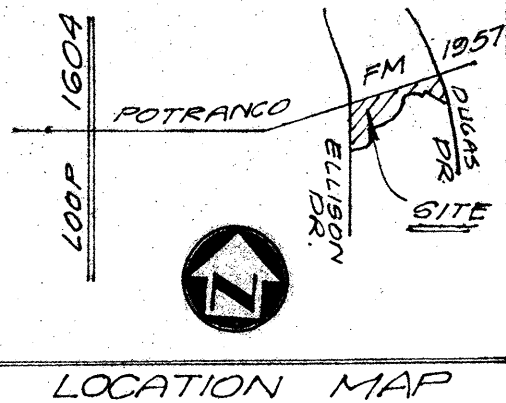 LOOP 1604
POTRANCO
FM 1957
ELLISON DR.
DUGAS DR.
SITE
N
LOCATION MAP